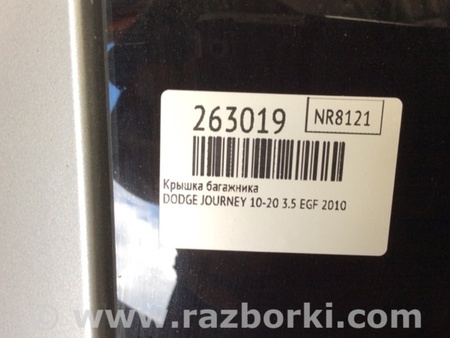 263019 NR8121
Крышка багажника
DODGE JOURNEY 10-20 3.5 EGF 2010
© www.razborki.com